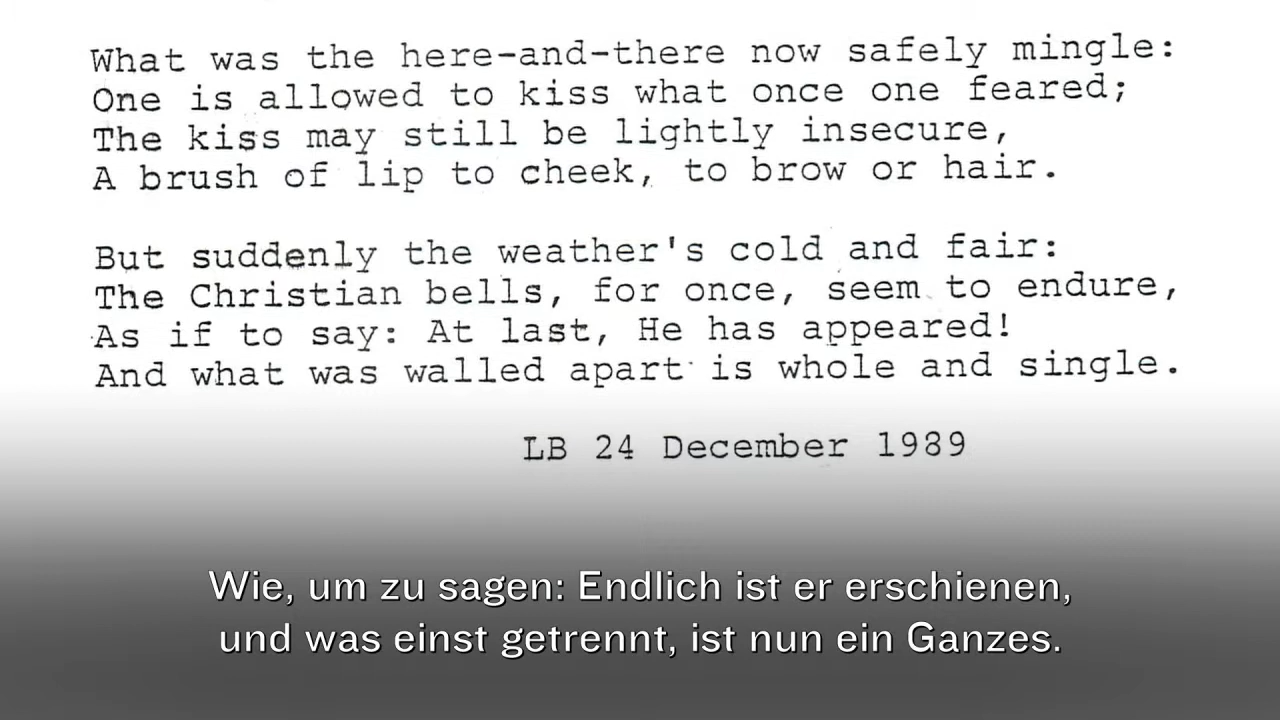 What was the here-and-there now safely mingle:
One is allowed to kiss what once one feared;
The kiss may still be lightly insecure,
A brush of lip to cheek, to brow or hair.
But suddenly the weather's cold and fair:
The Christian bells, for once, seem to endure,
As if to say: At last, He has appeared!
And what was walled apart is whole and single.
LB 24 December 1989
Wie, um zu sagen: Endlich ist er erschienen,
und was einst getrennt, ist nun ein Ganzes.